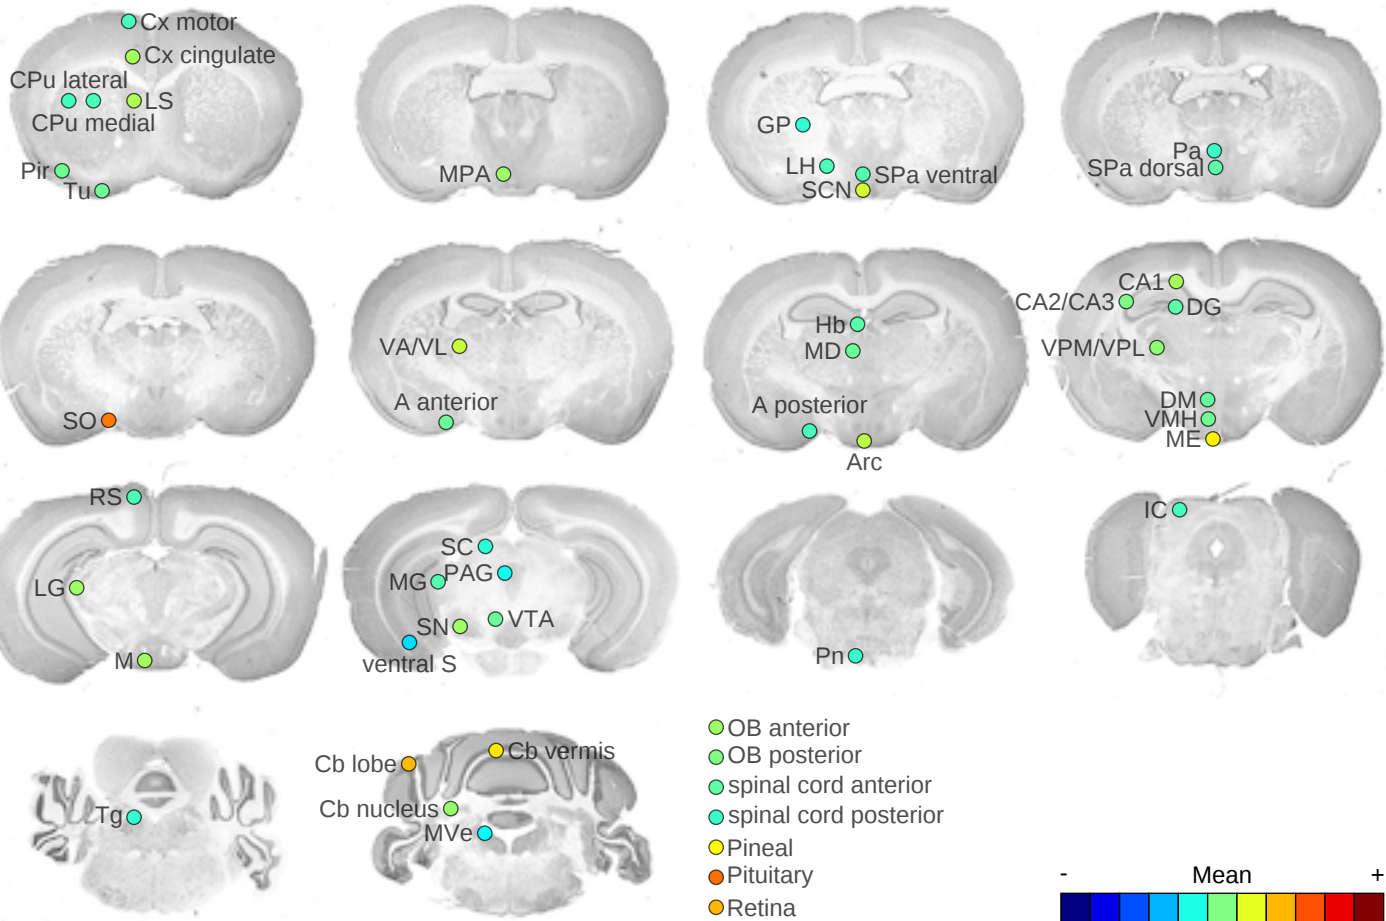 Cx motor
Cx cingulate
CPu lateral
LS
CPu medial
Pir
Tu
MPA
GP
LH
SPa ventral
SCN
Pa
SPa dorsal
SO
VA/VL
A anterior
Hb
MD
A posterior
Arc
CA1
CA2/CA3
DG
VPM/VPL
DM
VMH
ME
RS
LG
M
SC
PAG
MG
VTA
SN
ventral S
Pn
IC
Tg
Cb lobe
Cb vermis
Cb nucleus
MVe
OB anterior
OB posterior
spinal cord anterior
spinal cord posterior
Pineal
Pituitary
Retina
- Mean +